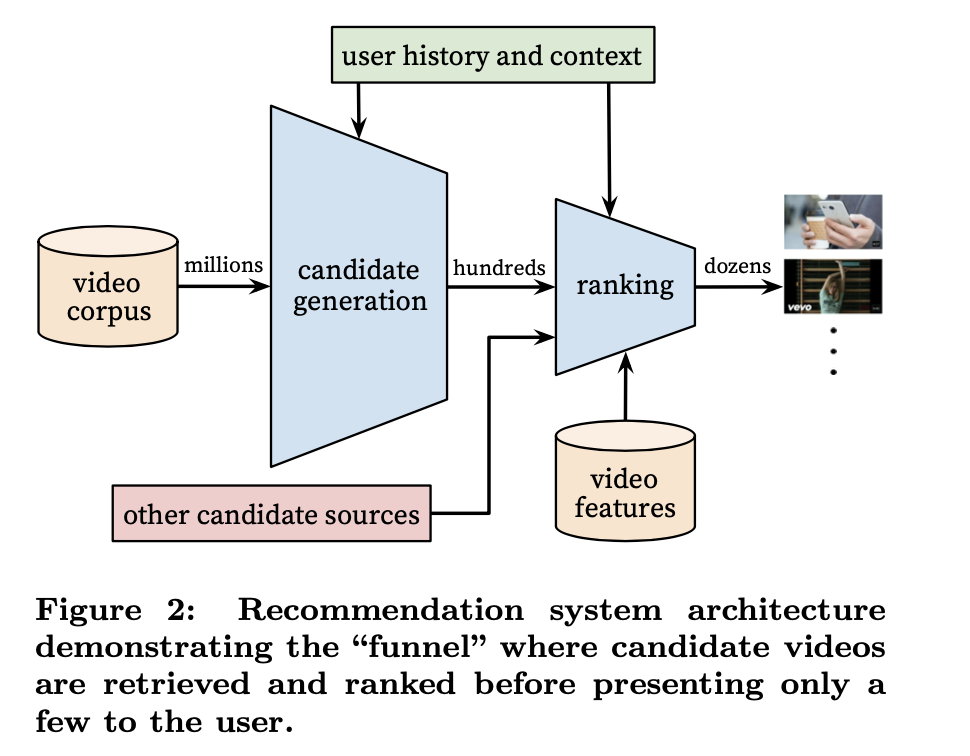 user history and context
video
corpus
millions
candidate
generation
hundreds
ranking
dozens
vevo
other candidate sources
video
features
Figure 2: Recommendation system architecture
demonstrating the “funnel” where candidate videos
are retrieved and ranked before presenting only a
few to the user.